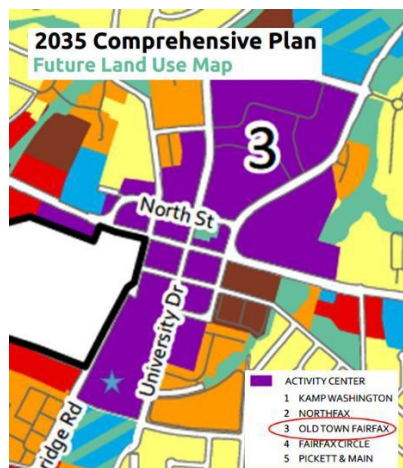 2035 Comprehensive Plan
Future Land Use Map
3
North St
University Dr
ridge Rd
ACTIVITY CENTER
1 KAMP WASHINGTON
2 NORTHFAX
3 OLD TOWN FAIRFAX
4 FAIRFAX CIRCLE
5 PICKETT & MAIN